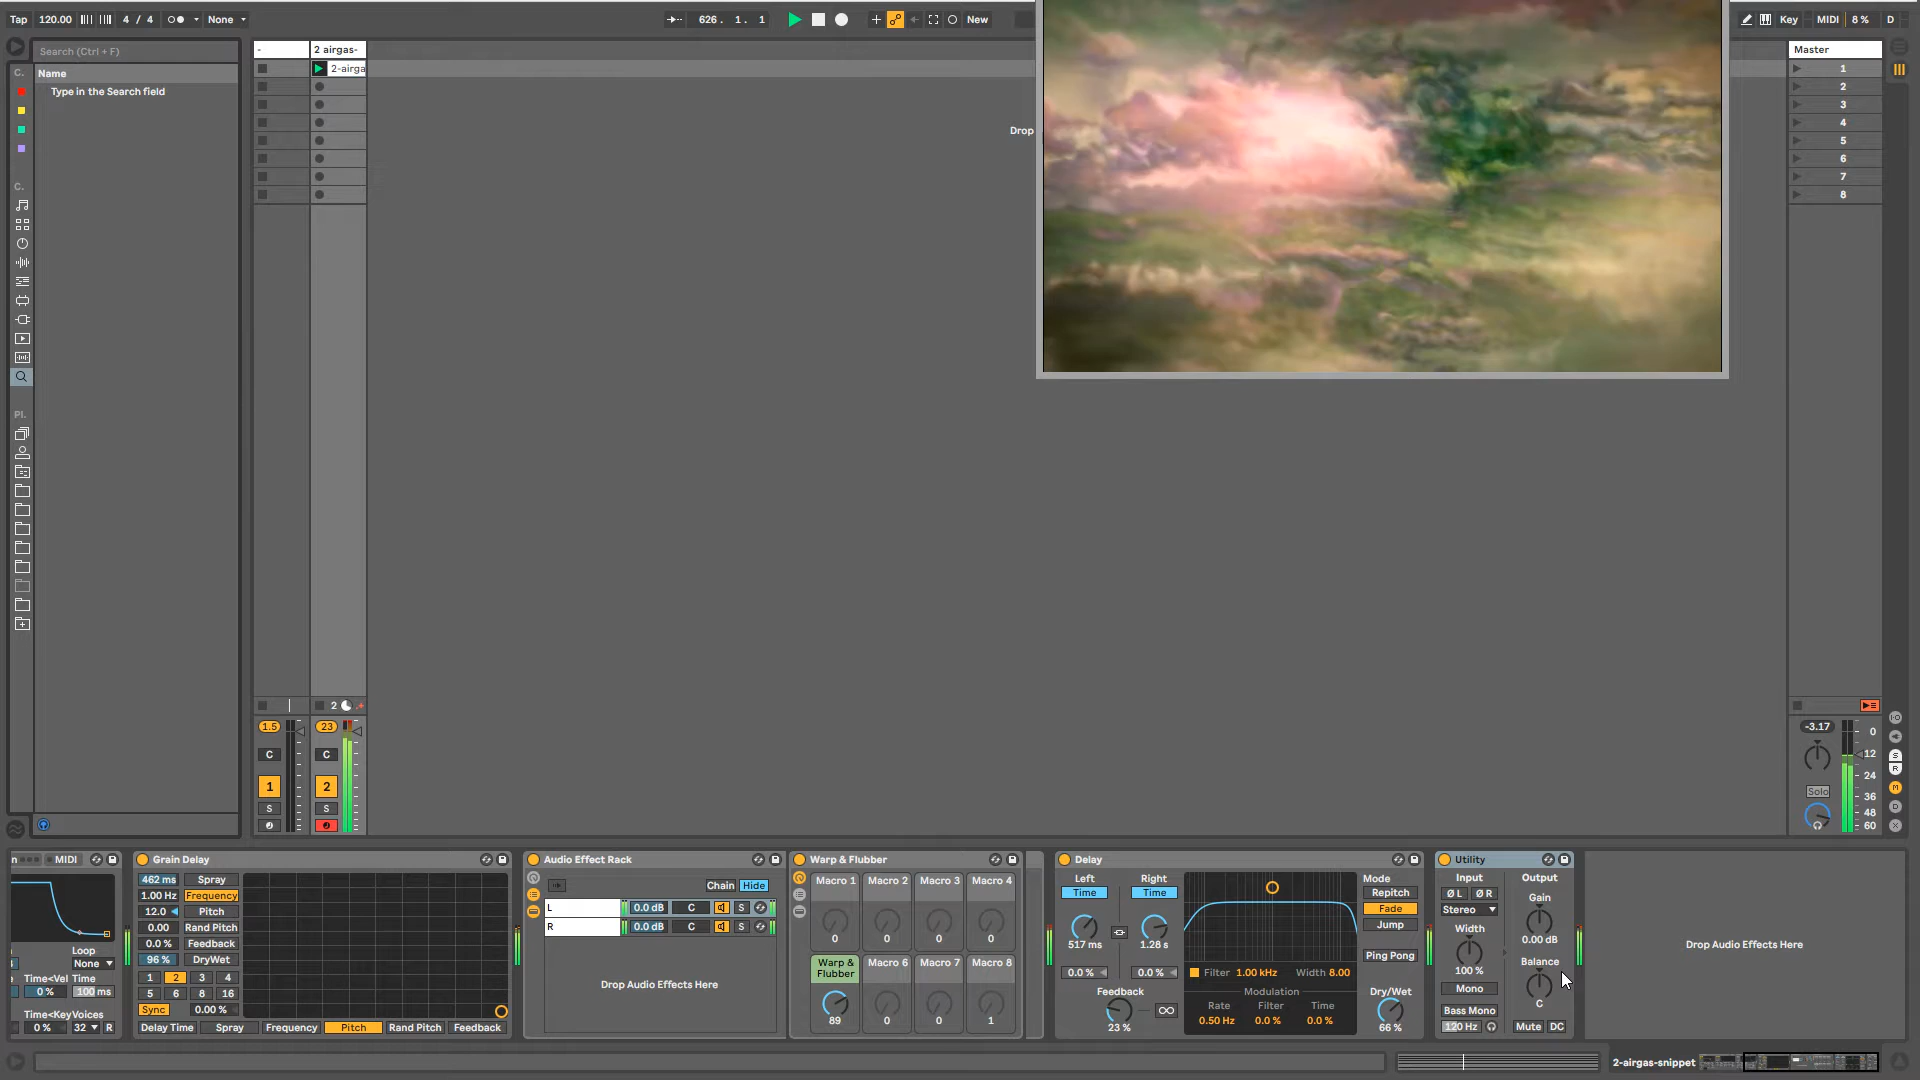 Tap 120.00 4 / 4 None 626 . 1 . 1 New Key MIDI 8 % D
Search (Ctrl + F)
- 2 airgas- Master
C. Name
2-airga 1
Type in the Search field
2
3
Drop
4
5
6
C.
7
8
Pl.
2
1.5 23 -3.17 0
C C 12
1 2 24
Solo
S S 36
48
60
n MIDI Grain Delay Audio Effect Rack Warp & Flubber Delay Utility
462 ms Spray Chain Hide Macro 1 Macro 2 Macro 3 Macro 4 Left Right Mode Input Output
1.00 Hz Frequency Time Time Repitch Ø L Ø R Gain
12.0 Pitch L 0.0 dB C S Fade Stereo
0.00 Rand Pitch R 0.0 dB C S 0 0 0 0 517 ms 1.28 s Jump Width 0.00 dB
0.0 % Feedback Ping Pong Balance
Loop 96 % DryWet Warp & Flubber Macro 6 Macro 7 Macro 8 0.0 % 0.0 % Filter 1.00 kHz Width 8.00 100 %
None 1 2 3 4 Drop Audio Effects Here Feedback Modulation Dry/Wet Mono
Time<Vel Time 5 6 8 16 Rate Filter Time C
0 % 100 ms Sync 0.00 % 89 0 0 1 23 % 0.50 Hz 0.0 % 0.0 % 66 % Bass Mono
Time<Key Voices 120 Hz Mute DC
0 % 32 R Delay Time Spray Frequency Pitch Rand Pitch Feedback
Drop Audio Effects Here
2-airgas-snippet